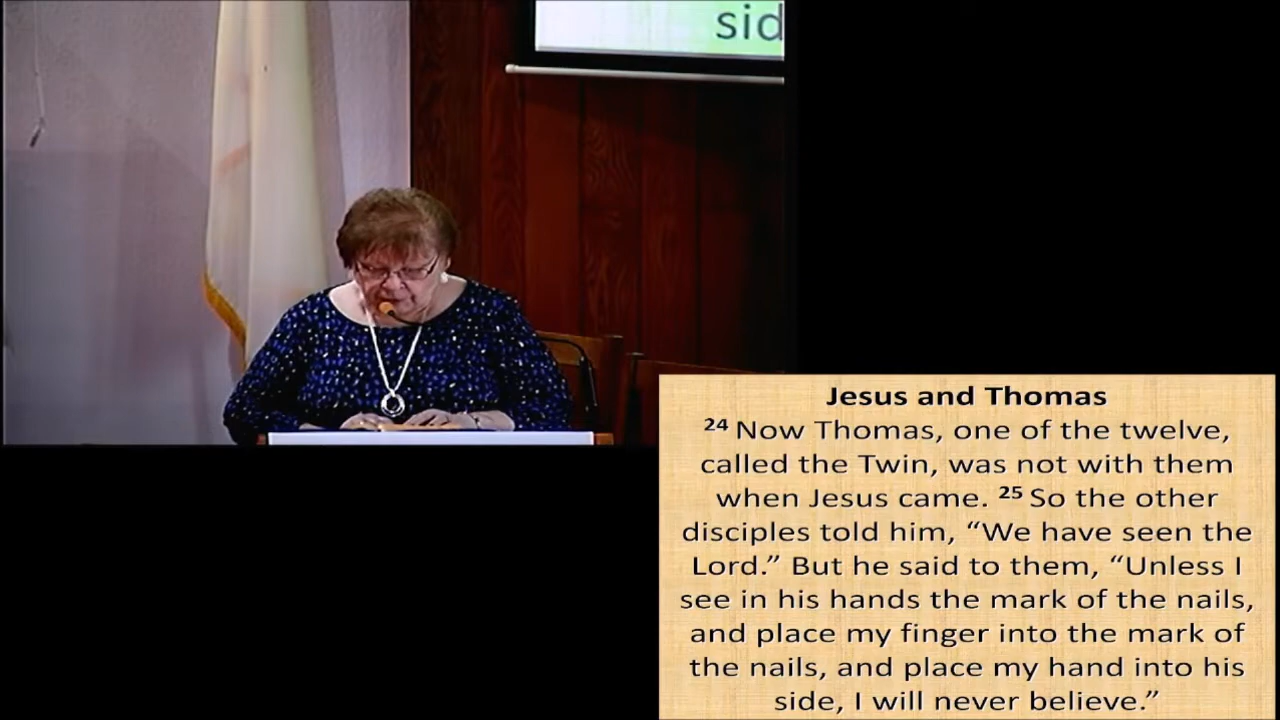 sid
Jesus and Thomas
24 Now Thomas, one of the twelve,
called the Twin, was not with them
when Jesus came. 25 So the other
disciples told him, “We have seen the
Lord.” But he said to them, “Unless I
see in his hands the mark of the nails,
and place my finger into the mark of
the nails, and place my hand into his
side, I will never believe.”